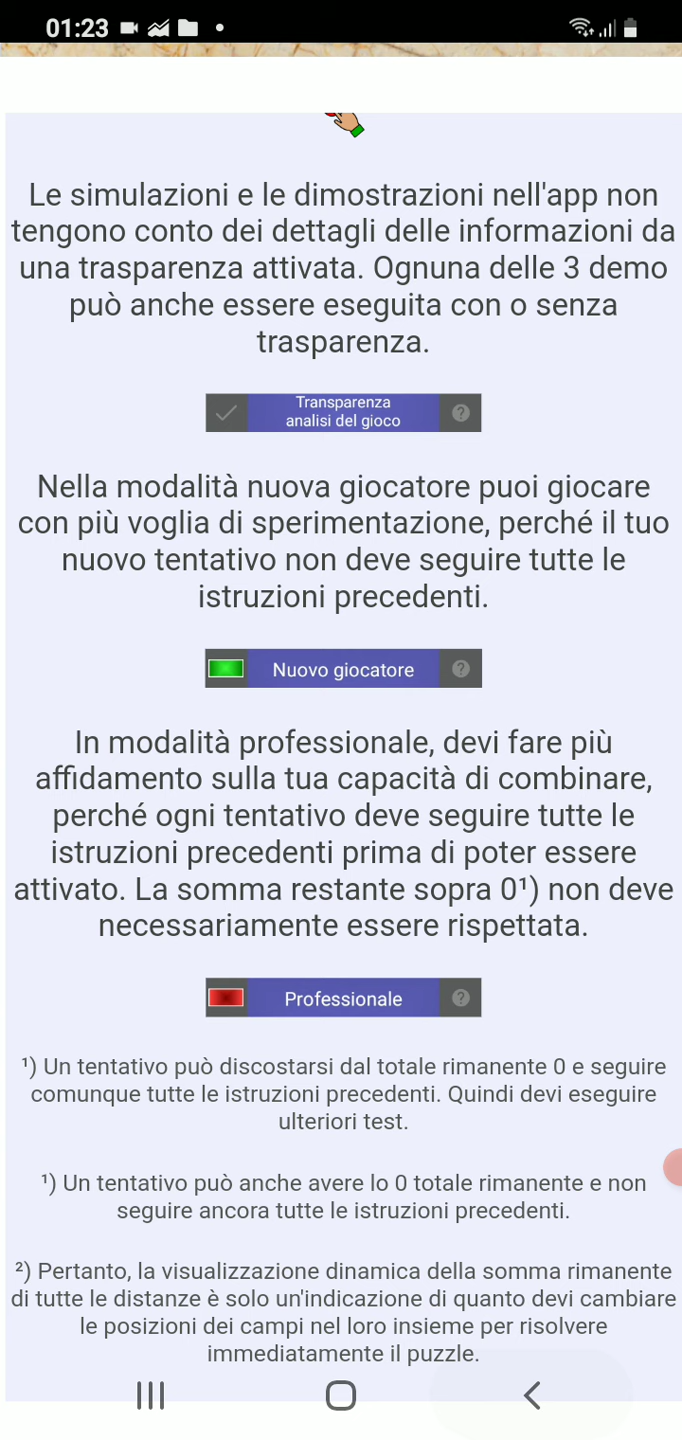 01:23
Le simulazioni e le dimostrazioni nell'app non
tengono conto dei dettagli delle informazioni da
una trasparenza attivata. Ognuna delle 3 demo
può anche essere eseguita con o senza
trasparenza.
Transparenza
analisi del gioco
?
Nella modalità nuova giocatore puoi giocare
con più voglia di sperimentazione, perché il tuo
nuovo tentativo non deve seguire tutte le
istruzioni precedenti.
Nuovo giocatore ?
In modalità professionale, devi fare più
affidamento sulla tua capacità di combinare,
perché ogni tentativo deve seguire tutte le
istruzioni precedenti prima di poter essere
attivato. La somma restante sopra 0¹) non deve
necessariamente essere rispettata.
Professionale ?
¹) Un tentativo può discostarsi dal totale rimanente 0 e seguire
comunque tutte le istruzioni precedenti. Quindi devi eseguire
ulteriori test.
¹) Un tentativo può anche avere lo 0 totale rimanente e non
seguire ancora tutte le istruzioni precedenti.
²) Pertanto, la visualizzazione dinamica della somma rimanente
di tutte le distanze è solo un'indicazione di quanto devi cambiare
le posizioni dei campi nel loro insieme per risolvere
immediatamente il puzzle.